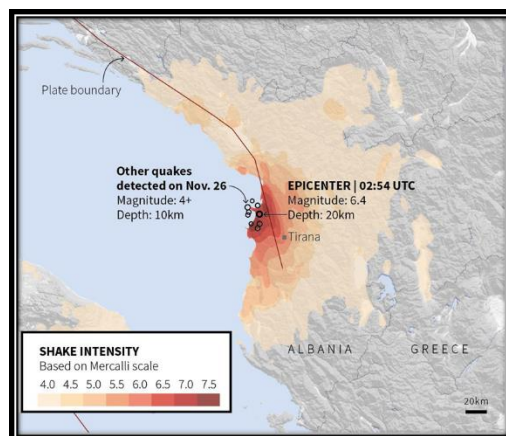 Plate boundary
Other quakes
detected on Nov. 26
Magnitude: 4+
Depth: 10km
EPICENTER | 02:54 UTC
Magnitude: 6.4
Depth: 20km
Tirana
ALBANIA
GREECE
SHAKE INTENSITY
Based on Mercalli scale
4.0 4.5 5.0 5.5 6.0 6.5 7.0 7.5
20km